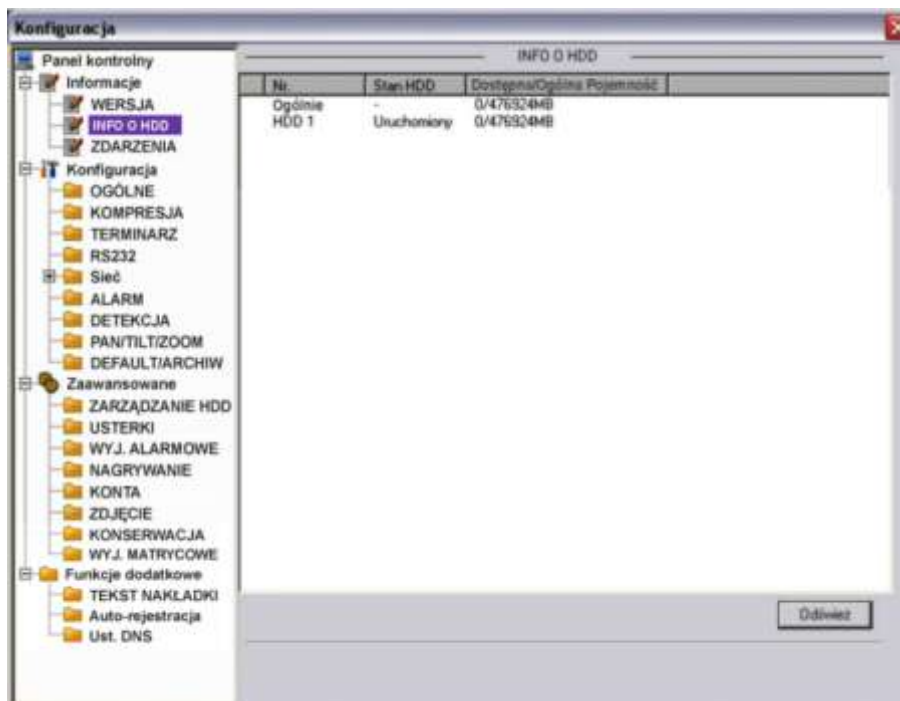 Konfiguracja
Panel kontrolny
Informacje
WERSJA
INFO O HDD
ZDARZENIA
Konfiguracja
OGÓLNE
KOMPRESJA
TERMINARZ
RS232
Sieć
ALARM
DETEKCJA
PAN/TILT/ZOOM
DEFAULT/ARCHIW
Zaawansowane
ZARZĄDZANIE HDD
USTERKI
WYJ. ALARMOWE
NAGRYWANIE
KONTA
ZDJĘCIE
KONSERWACJA
WYJ. MATRYCOWE
Funkcje dodatkowe
TEKST NAKŁADKI
Auto-rejestracja
Ust. DNS
INFO O HDD
Nr. Stan HDD Dostępna/Ogólna Pojemność
Ogólnie - 0/476924MB
HDD 1 Uruchomiony 0/476924MB
Odśwież